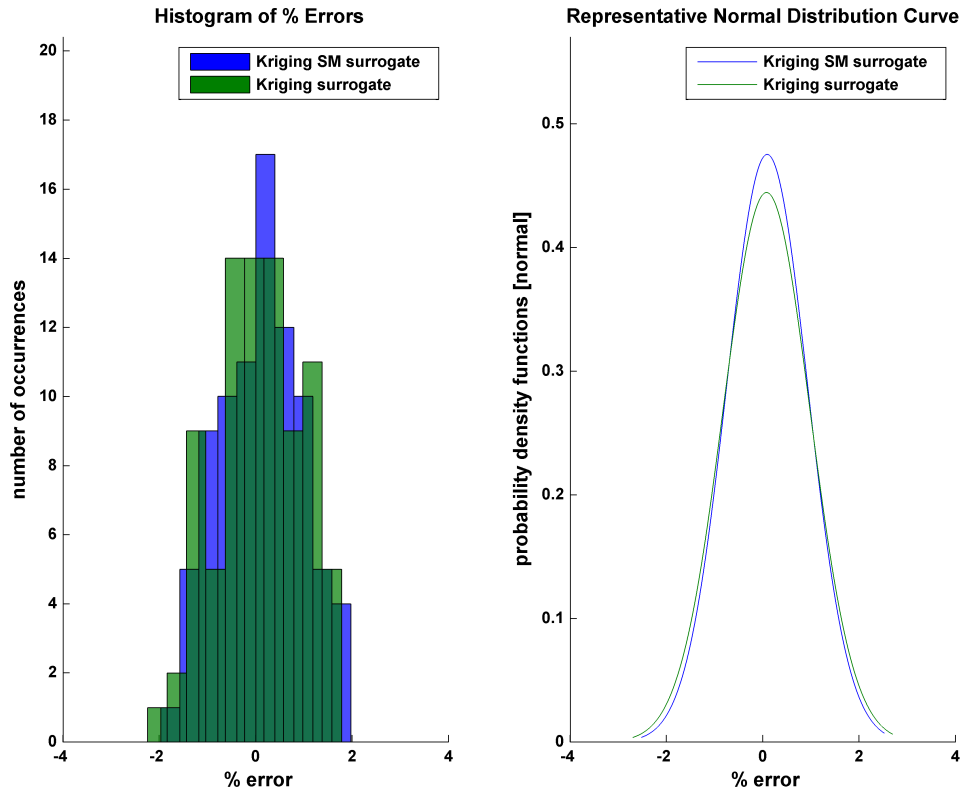 Histogram of % Errors
Kriging SM surrogate
Kriging surrogate
number of occurrences
20
18
16
14
12
10
8
6
4
2
0
-4
-2
0
2
4
% error
Representative Normal Distribution Curve
Kriging SM surrogate
Kriging surrogate
probability density functions [normal]
0.5
0.4
0.3
0.2
0.1
0
-4
-2
0
2
4
% error